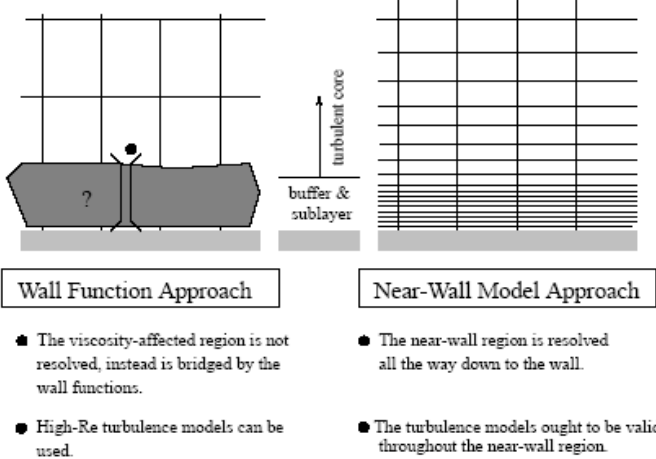 turbulent core
?
buffer &
sublayer
Wall Function Approach
Near-Wall Model Approach
The viscosity-affected region is not
resolved, instead is bridged by the
wall functions.
High-Re turbulence models can be
used.
The near-wall region is resolved
all the way down to the wall.
The turbulence models ought to be valid
throughout the near-wall region.